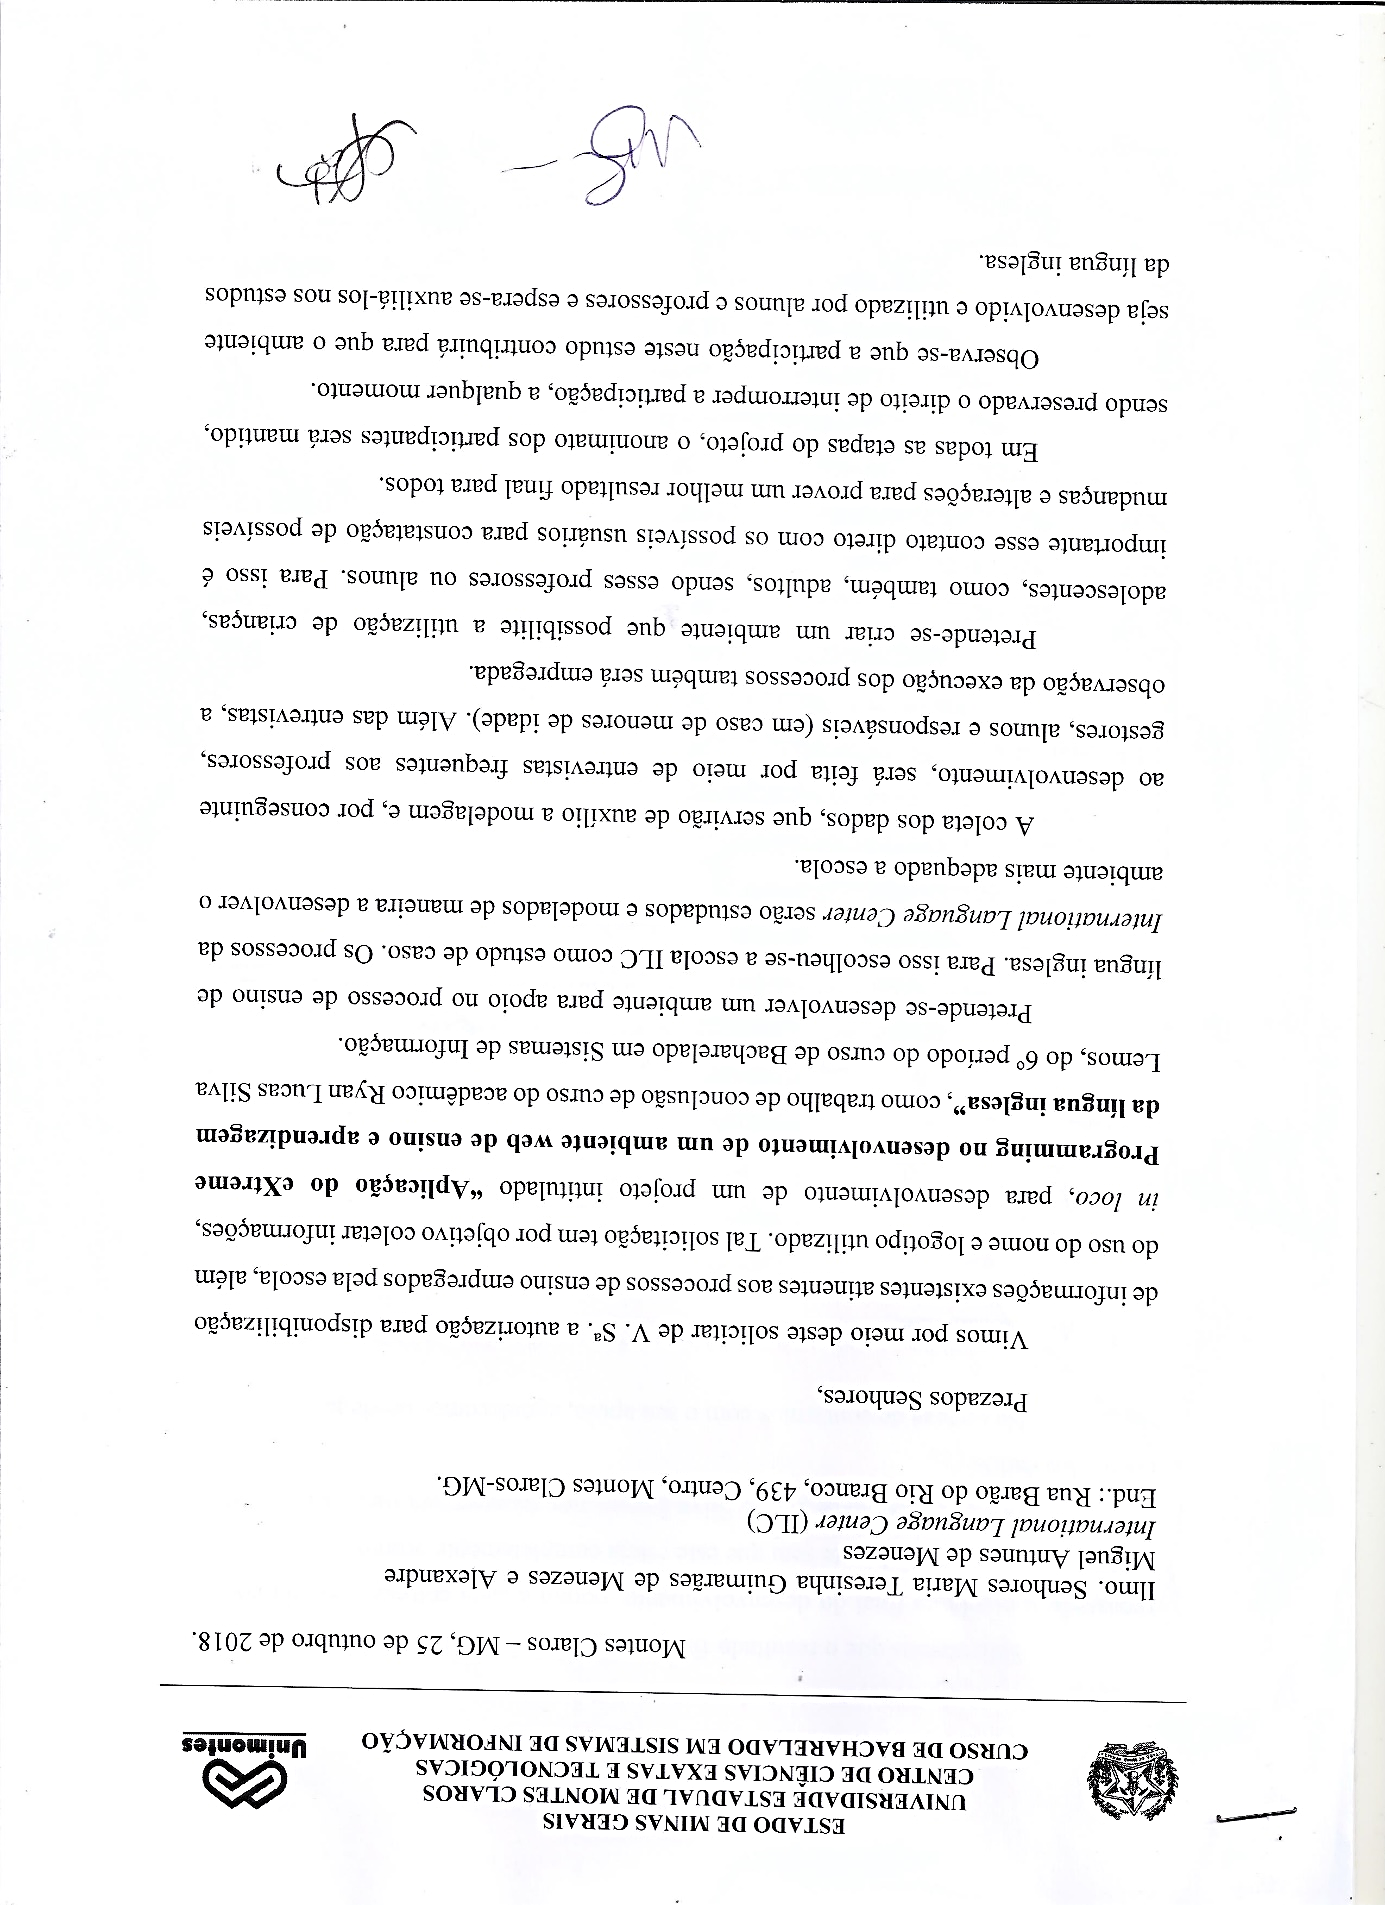 ESTADO DE MINAS GERAIS
UNIVERSIDADE ESTADUAL DE MONTES CLAROS
CENTRO DE CIÊNCIAS EXATAS E TECNOLÓGICAS
CURSO DE BACHARELADO EM SISTEMAS DE INFORMAÇÃO
Unimontes
Montes Claros – MG, 25 de outubro de 2018.
Ilmo. Senhores Maria Teresinha Guimarães de Menezes e Alexandre
Miguel Antunes de Menezes
International Language Center (ILC)
End.: Rua Barão do Rio Branco, 439, Centro, Montes Claros-MG.
Prezados Senhores,
Vimos por meio deste solicitar de V. Sª. a autorização para disponibilização
de informações existentes atinentes aos processos de ensino empregados pela escola, além
do uso do nome e logotipo utilizado. Tal solicitação tem por objetivo coletar informações,
in loco, para desenvolvimento de um projeto intitulado “Aplicação do eXtreme
Programming no desenvolvimento de um ambiente web de ensino e aprendizagem
da língua inglesa”, como trabalho de conclusão de curso do acadêmico Ryan Lucas Silva
Lemos, do 6º período do curso de Bacharelado em Sistemas de Informação.
Pretende-se desenvolver um ambiente para apoio no processo de ensino de
língua inglesa. Para isso escolheu-se a escola ILC como estudo de caso. Os processos da
International Language Center serão estudados e modelados de maneira a desenvolver o
ambiente mais adequado a escola.
A coleta dos dados, que servirão de auxílio a modelagem e, por conseguinte
ao desenvolvimento, será feita por meio de entrevistas frequentes aos professores,
gestores, alunos e responsáveis (em caso de menores de idade). Além das entrevistas, a
observação da execução dos processos também será empregada.
Pretende-se criar um ambiente que possibilite a utilização de crianças,
adolescentes, como também, adultos, sendo esses professores ou alunos. Para isso é
importante esse contato direto com os possíveis usuários para constatação de possíveis
mudanças e alterações para prover um melhor resultado final para todos.
Em todas as etapas do projeto, o anonimato dos participantes será mantido,
sendo preservado o direito de interromper a participação, a qualquer momento.
Observa-se que a participação neste estudo contribuirá para que o ambiente
seja desenvolvido e utilizado por alunos e professores e espera-se auxiliá-los nos estudos
da língua inglesa.